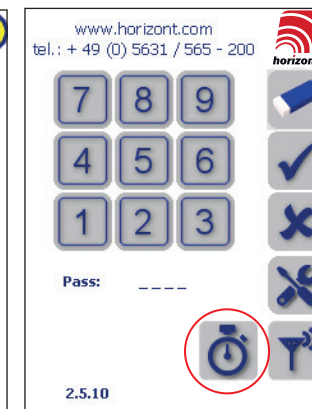 www.horizont.com
tel.: + 49 (0) 5631 / 565 - 200
horizon
7 8 9
4 5 6
1 2 3
Pass: _ _ _ _
2.5.10